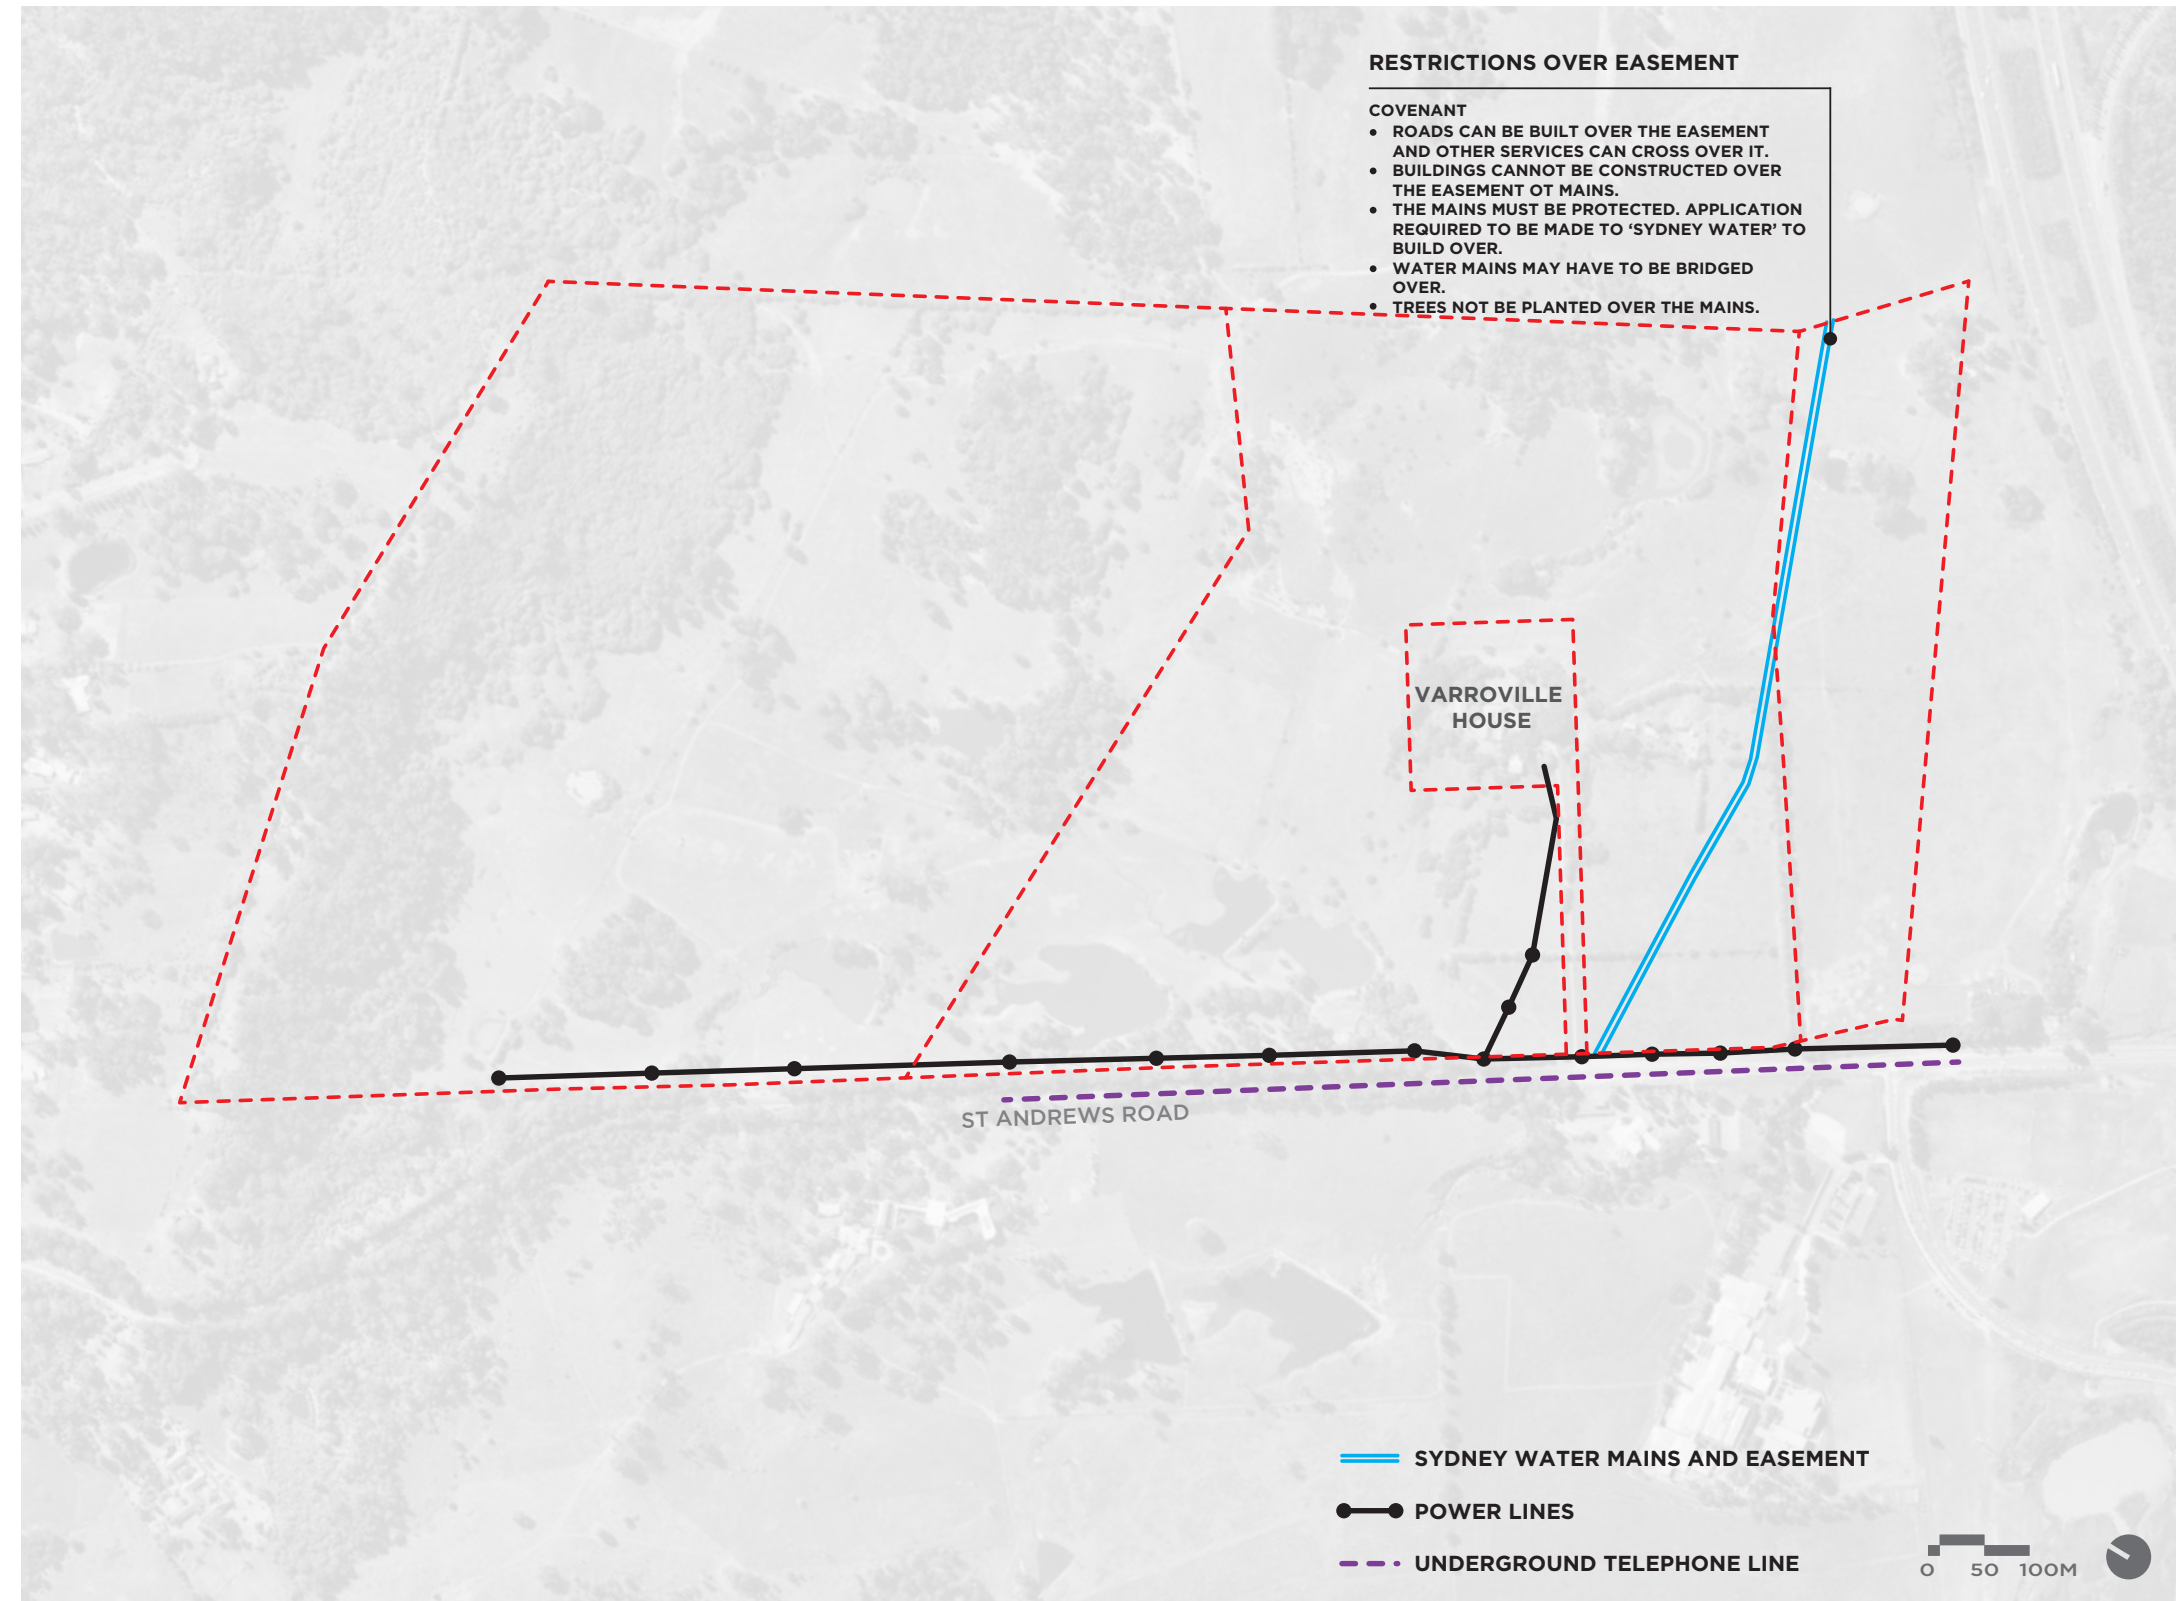 RESTRICTIONS OVER EASEMENT
COVENANT
• ROADS CAN BE BUILT OVER THE EASEMENT
AND OTHER SERVICES CAN CROSS OVER IT.
• BUILDINGS CANNOT BE CONSTRUCTED OVER
THE EASEMENT OT MAINS.
• THE MAINS MUST BE PROTECTED. APPLICATION
REQUIRED TO BE MADE TO ‘SYDNEY WATER’ TO
BUILD OVER.
• WATER MAINS MAY HAVE TO BE BRIDGED
OVER.
• TREES NOT BE PLANTED OVER THE MAINS.
VARROVILLE
HOUSE
ST ANDREWS ROAD
SYDNEY WATER MAINS AND EASEMENT
POWER LINES
UNDERGROUND TELEPHONE LINE
0 50 100M